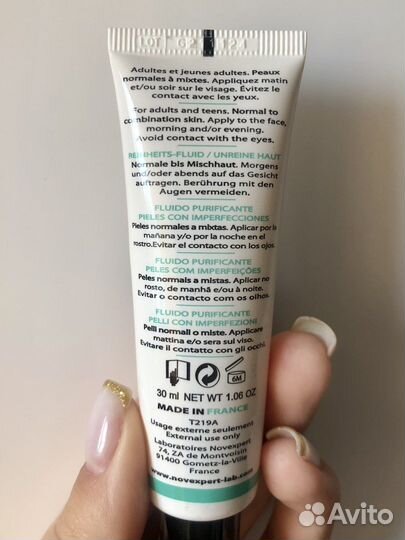 LOT G2 1124
Adultes et jeunes adultes. Peaux
normales à mixtes. Appliquez matin
et/ou soir sur le visage. Évitez le
contact avec les yeux.
For adults and teens. Normal to
combination skin. Apply to the face,
morning and/or evening.
Avoid contact with the eyes.
REINHEITS-FLUID / UNREINE HAUT
Normale bis Mischhaut. Morgens
und/oder abends auf das Gesicht
auftragen. Berührung mit den
Augen vermeiden.
FLUIDO PURIFICANTE
PIELES CON IMPERFECCIONES
Pieles normales a mixtas. Aplicar por la
mañana y/o por la noche en el
rostro.Evitar el contacto con los ojos.
FLUIDO PURIFICANTE
PELES COM IMPERFEIÇÕES
Peles normais a mistas. Aplicar no
rosto, de manhã e/ou à noite.
Evitar o contacto com os olhos.
FLUIDO PURIFICANTE
PELLI CON IMPERFEZIONI
Pelli normali o miste. Applicare
mattina e/o sera sul viso.
Evitare il contatto con gli occhi.
6M
30 ml NET WT 1.06 OZ
MADE IN FRANCE
T219A
Usage externe seulement
External use only
Laboratoires Novexpert
74, ZA de Montvoisin
91400 Gometz-la-Ville
France
www.novexpert-lab.com
Avito